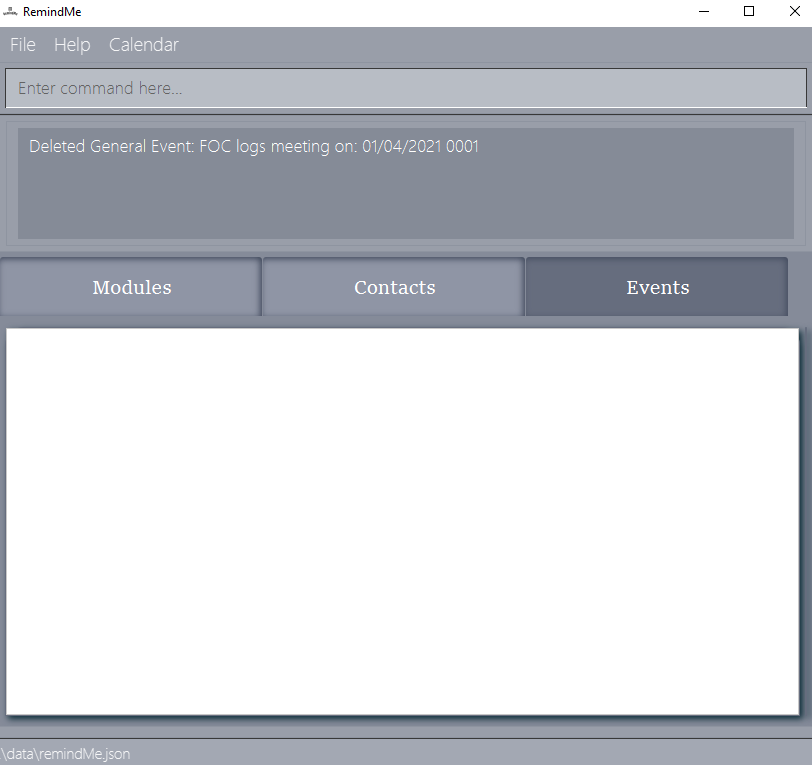 RemindMe
File Help Calendar
Enter command here...
Deleted General Event: FOC logs meeting on: 01/04/2021 0001
Modules Contacts Events
.\data\remindMe.json